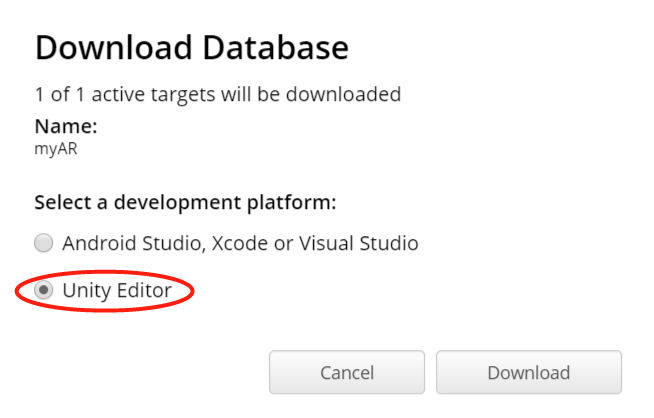 Download Database
1 of 1 active targets will be downloaded
Name:
myAR
Select a development platform:
Android Studio, Xcode or Visual Studio
Unity Editor
Cancel
Download